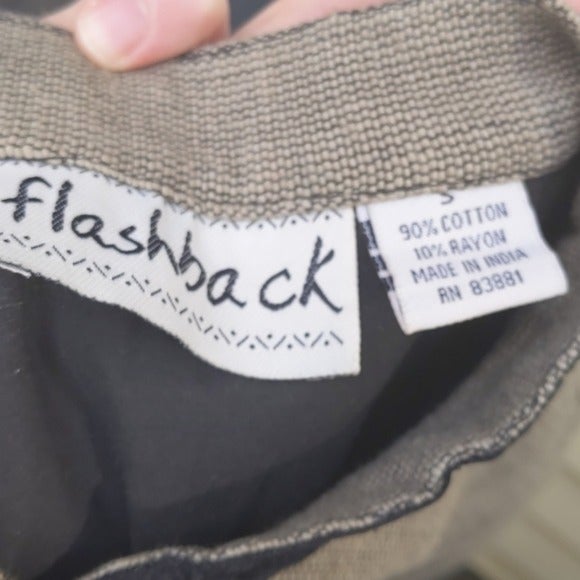 flashback
S
90% COTTON
10% RAYON
MADE IN INDIA
RN 83881